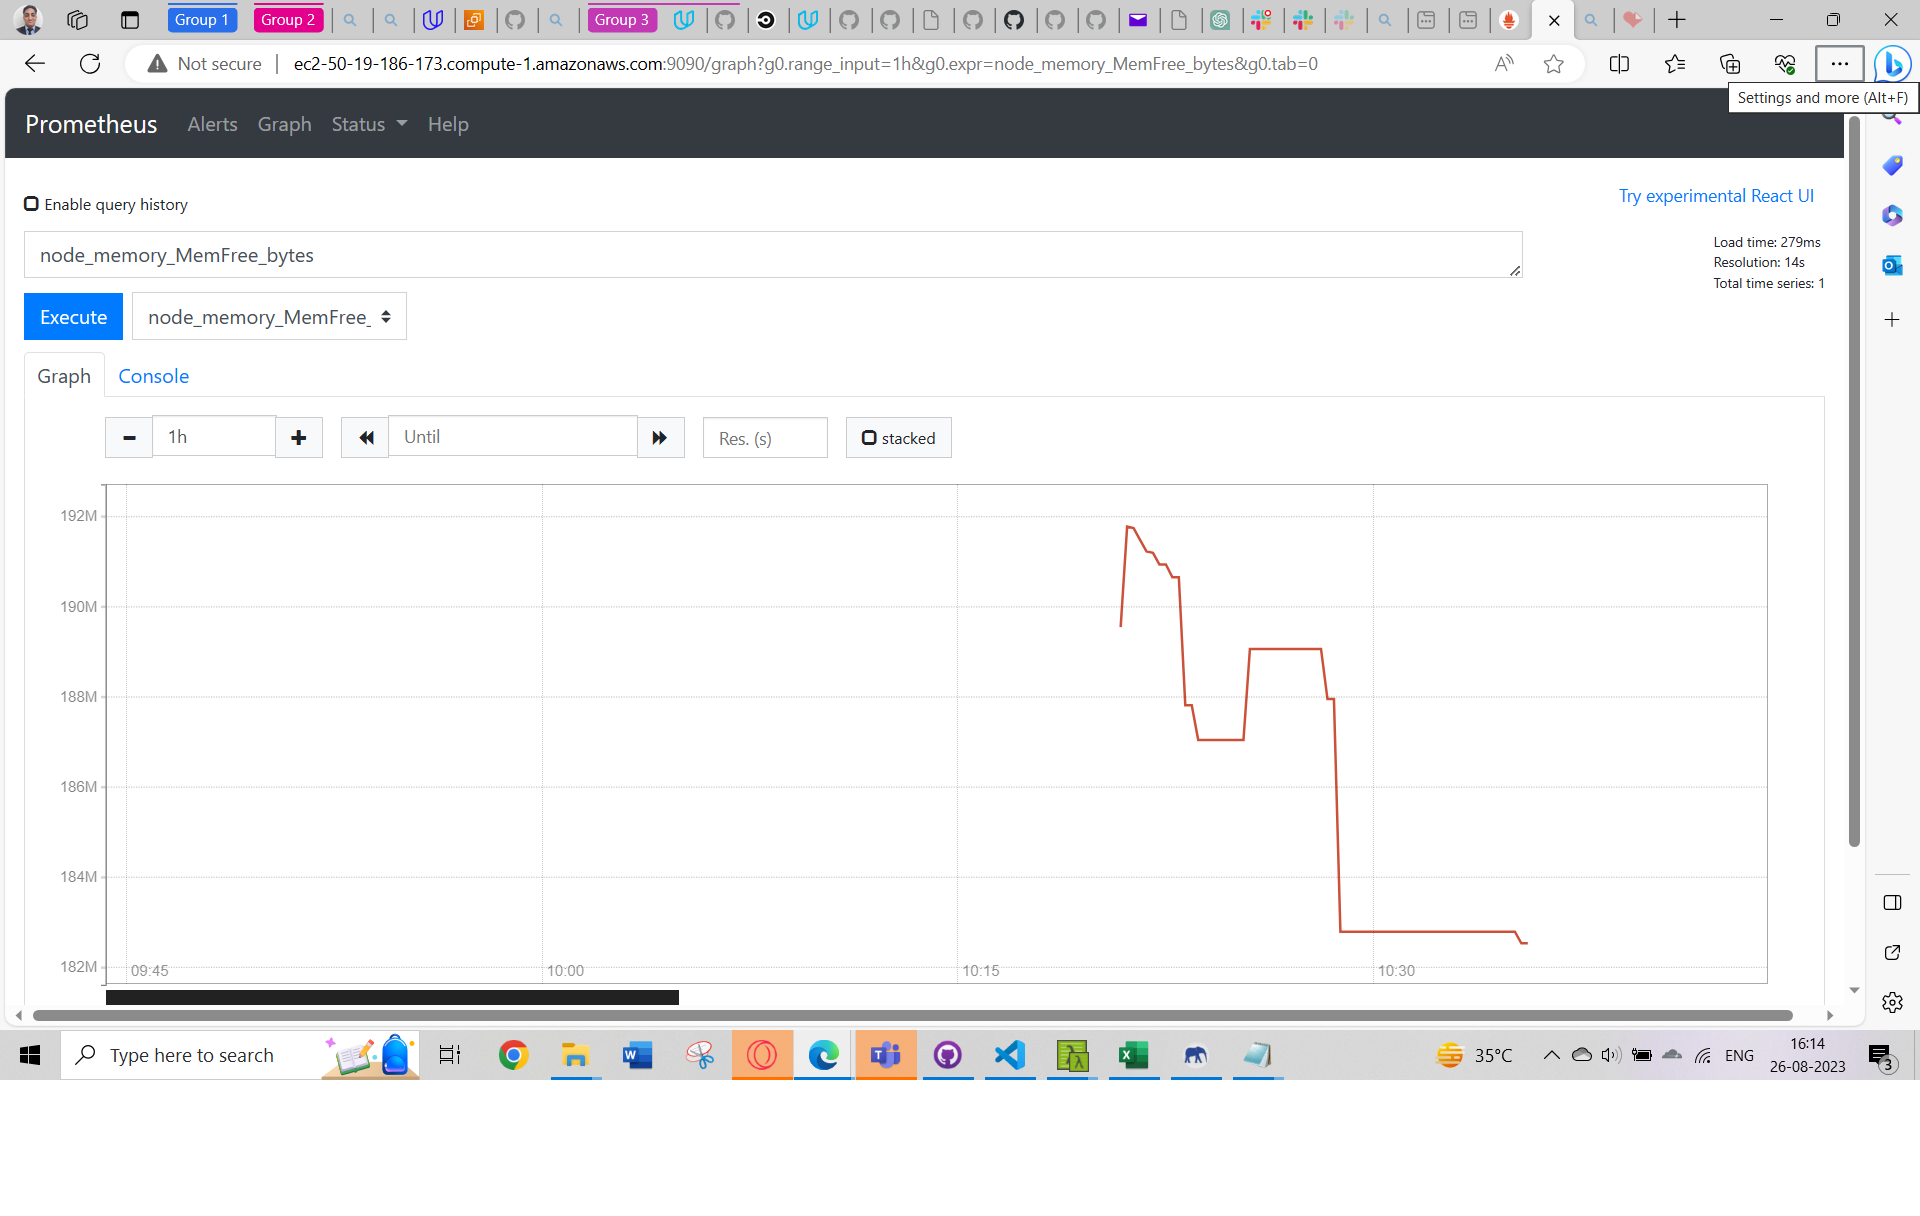 Group 1
Group 2
Group 3
Not secure
ec2-50-19-186-173.compute-1.amazonaws.com:9090/graph?g0.range_input=1h&g0.expr=node_memory_MemFree_bytes&g0.tab=0
Settings and more (Alt+F)
Prometheus
Alerts
Graph
Status
Help
Enable query history
Try experimental React UI
node_memory_MemFree_bytes
Load time: 279ms
Resolution: 14s
Total time series: 1
Execute
node_memory_MemFree_
Graph
Console
1h
Until
Res. (s)
stacked
192M
190M
188M
186M
184M
182M
09:45
10:00
10:15
10:30
Type here to search
35°C
ENG
16:14
26-08-2023
3